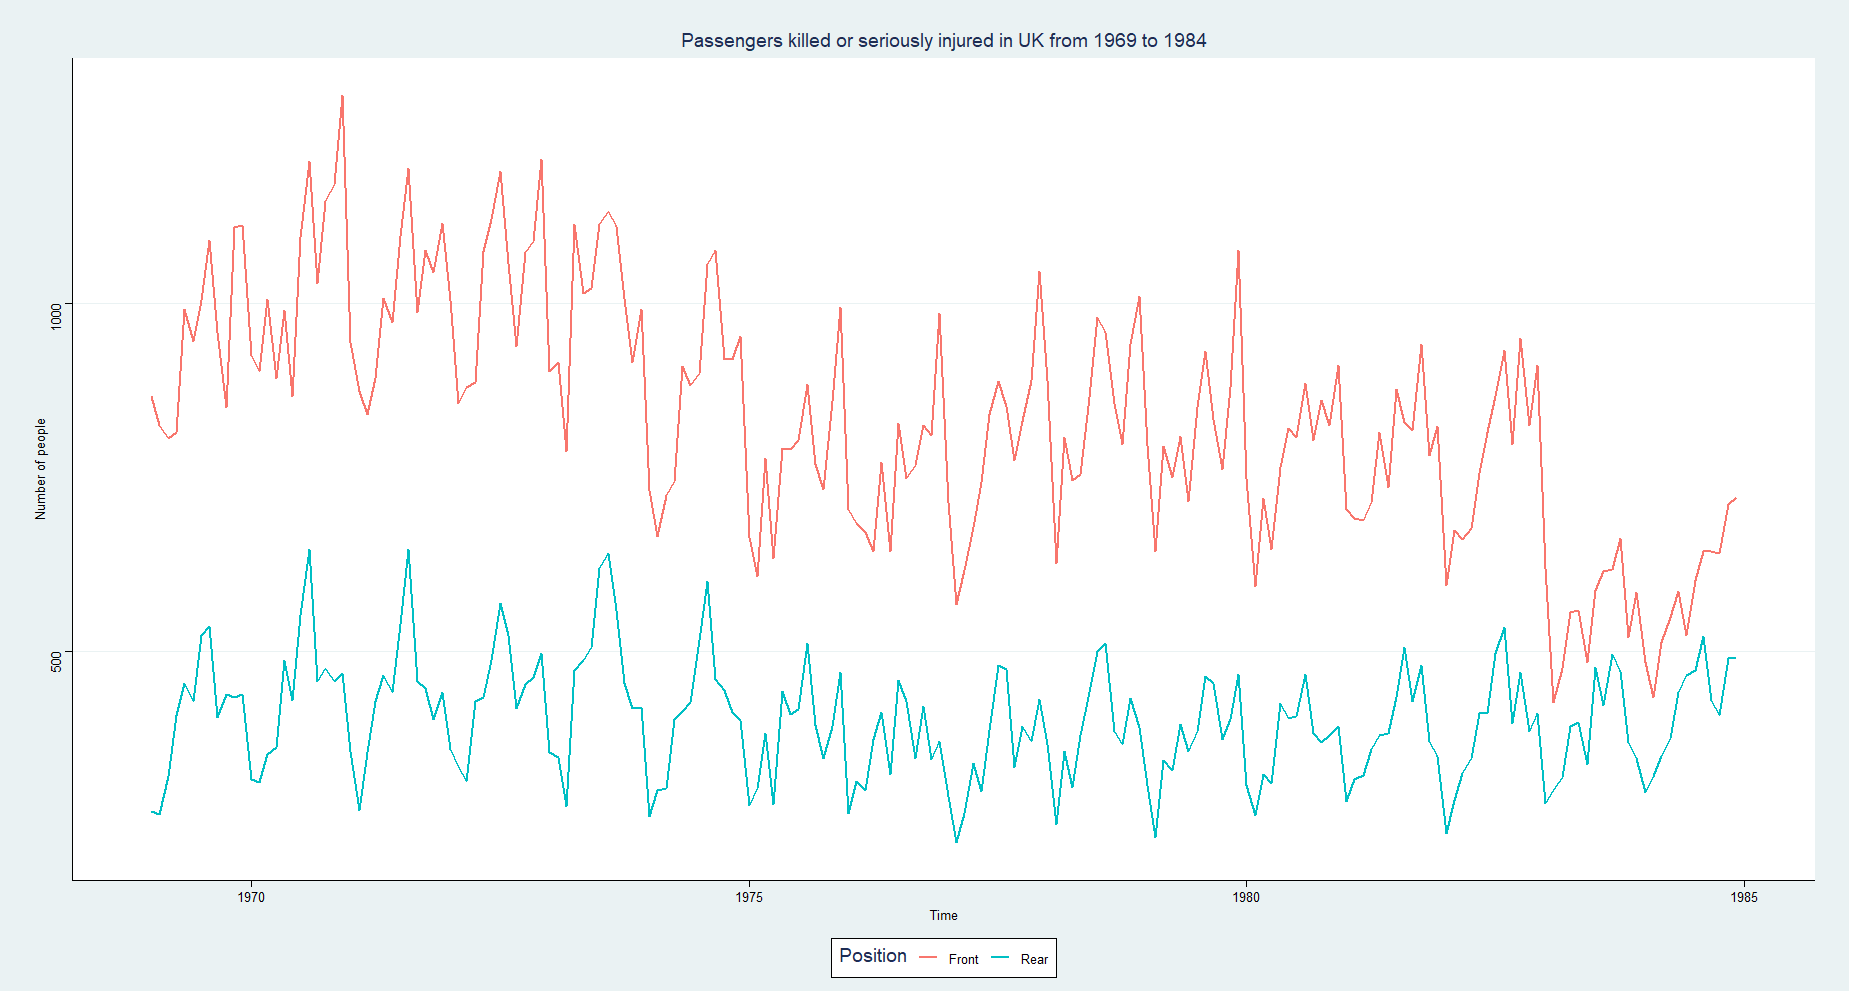 Passengers killed or seriously injured in UK from 1969 to 1984
Number of people
1000
500
1970
1975
1980
1985
Time
Position Front Rear